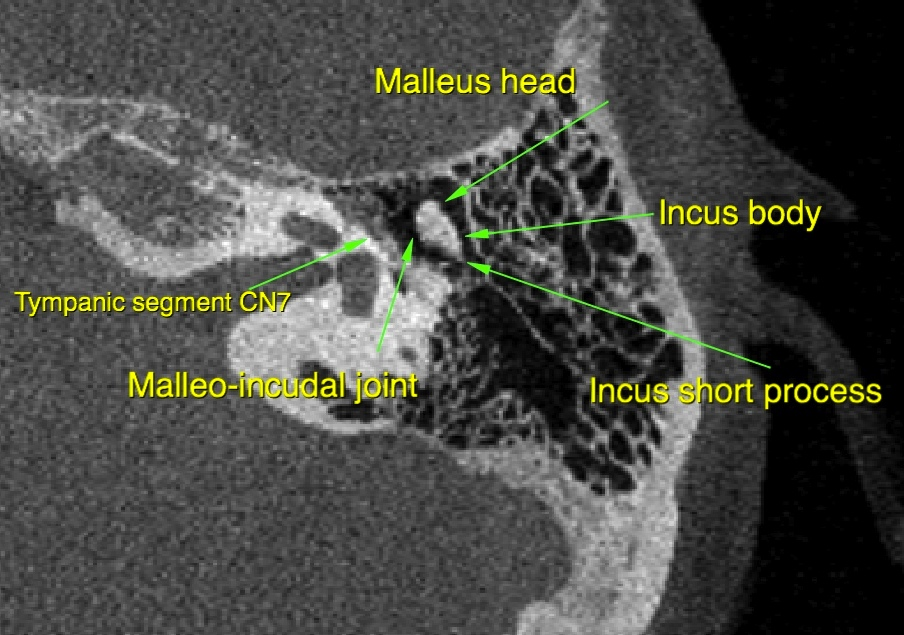 Malleus head
Incus body
Tympanic segment CN7
Malleo-incudal joint
Incus short process